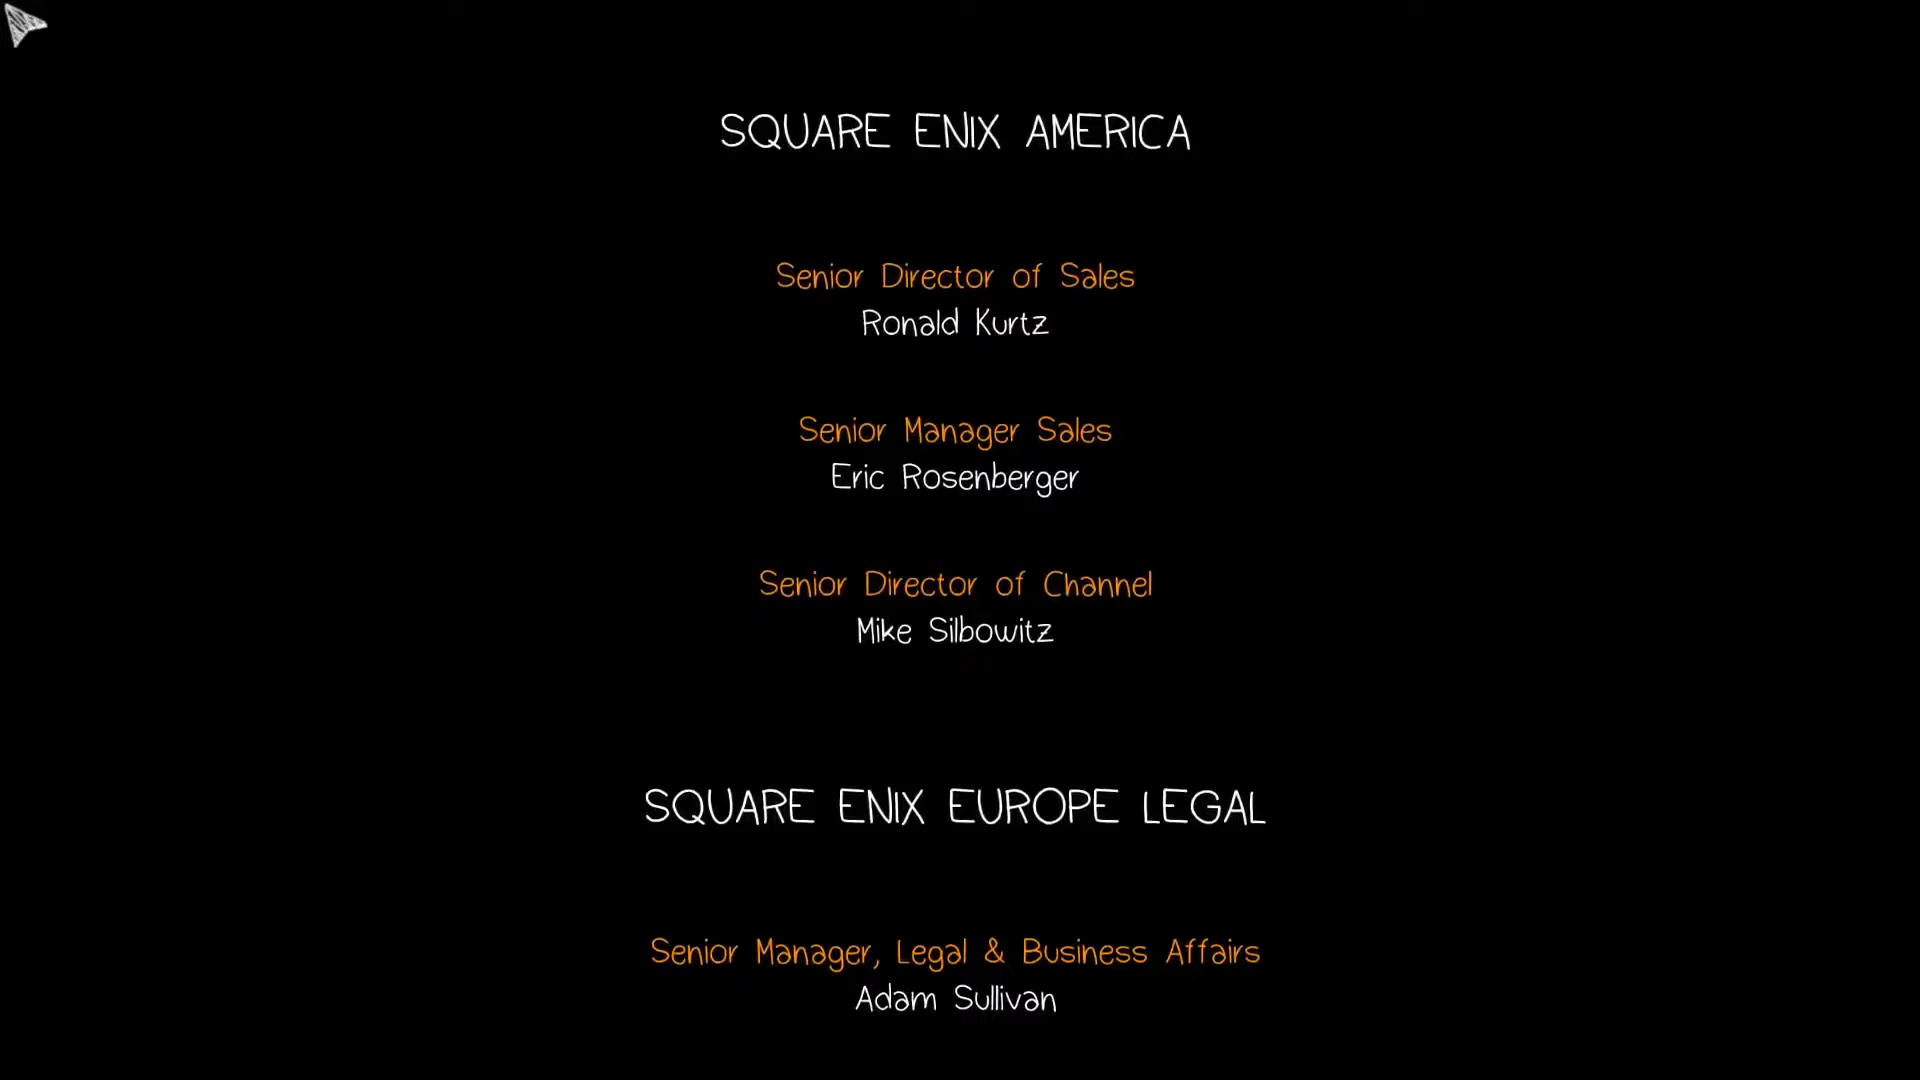 SQUARE ENIX AMERICA
Senior Director of Sales
Ronald Kurtz
Senior Manager Sales
Eric Rosenberger
Senior Director of Channel
Mike Silbowitz
SQUARE ENIX EUROPE LEGAL
Senior Manager, Legal & Business Affairs
Adam Sullivan